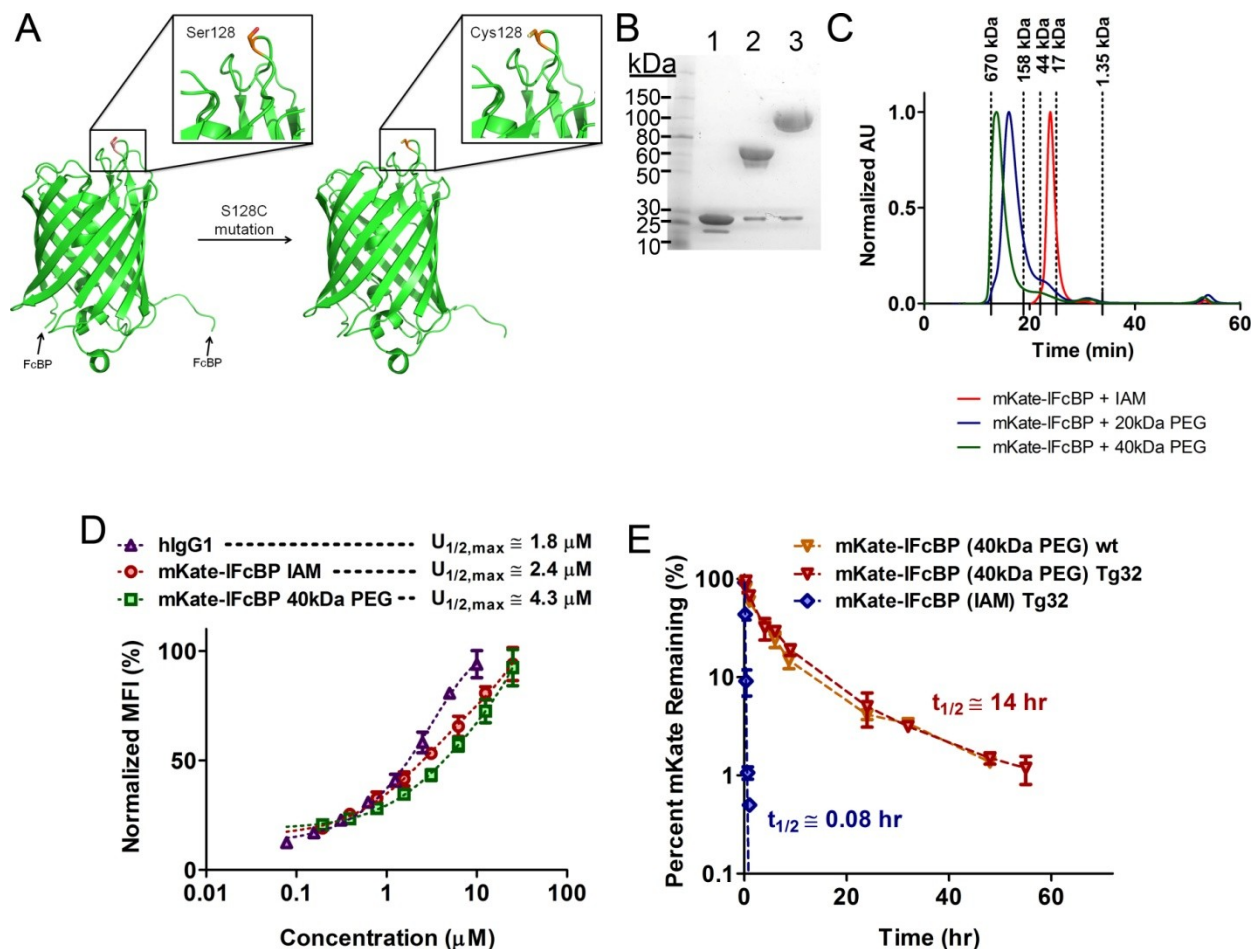 A
Ser128
Cys128
S128C
mutation
FcBP
FcBP
B
1 2 3
kDa
150
100
80
60
50
30
25
10
C
670 kDa
158 kDa
44 kDa
17 kDa
1.35 kDa
Normalized AU
1.0
0.5
0.0
0 20 40 60
Time (min)
mKate-lFcBP + IAM
mKate-lFcBP + 20kDa PEG
mKate-lFcBP + 40kDa PEG
D
hIgG1 U1/2,max ≅ 1.8 μM
mKate-lFcBP IAM U1/2,max ≅ 2.4 μM
mKate-lFcBP 40kDa PEG U1/2,max ≅ 4.3 μM
Normalized MFI (%)
100
50
0
0.01 0.1 1 10 100
Concentration (μM)
E
mKate-lFcBP (40kDa PEG) wt
mKate-lFcBP (40kDa PEG) Tg32
mKate-lFcBP (IAM) Tg32
Percent mKate Remaining (%)
100
10
1
0.1
t1/2 ≅ 14 hr
t1/2 ≅ 0.08 hr
0 20 40 60
Time (hr)